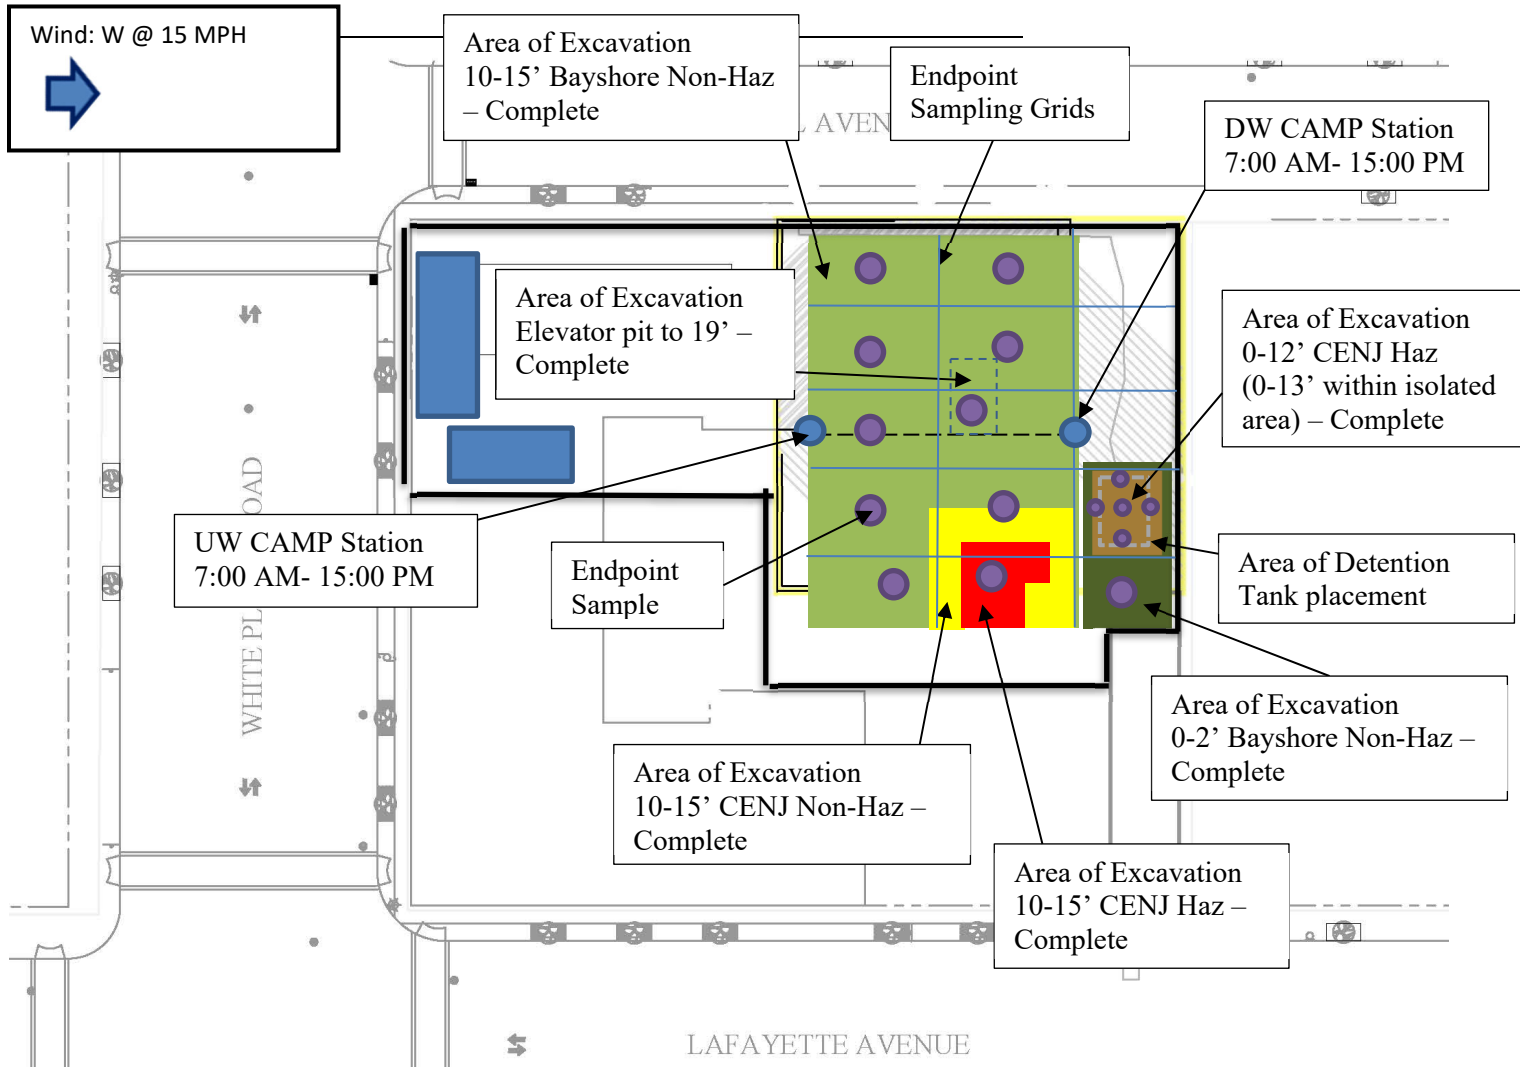 Wind: W @ 15 MPH
Area of Excavation
10-15’ Bayshore Non-Haz
– Complete
Endpoint
Sampling Grids
AVEN
DW CAMP Station
7:00 AM- 15:00 PM
Area of Excavation
Elevator pit to 19’ –
Complete
Area of Excavation
0-12’ CENJ Haz
(0-13’ within isolated
area) – Complete
UW CAMP Station
7:00 AM- 15:00 PM
Endpoint
Sample
Area of Detention
Tank placement
WHITE PL OAD
Area of Excavation
0-2’ Bayshore Non-Haz –
Complete
Area of Excavation
10-15’ CENJ Non-Haz –
Complete
Area of Excavation
10-15’ CENJ Haz –
Complete
LAFAYETTE AVENUE